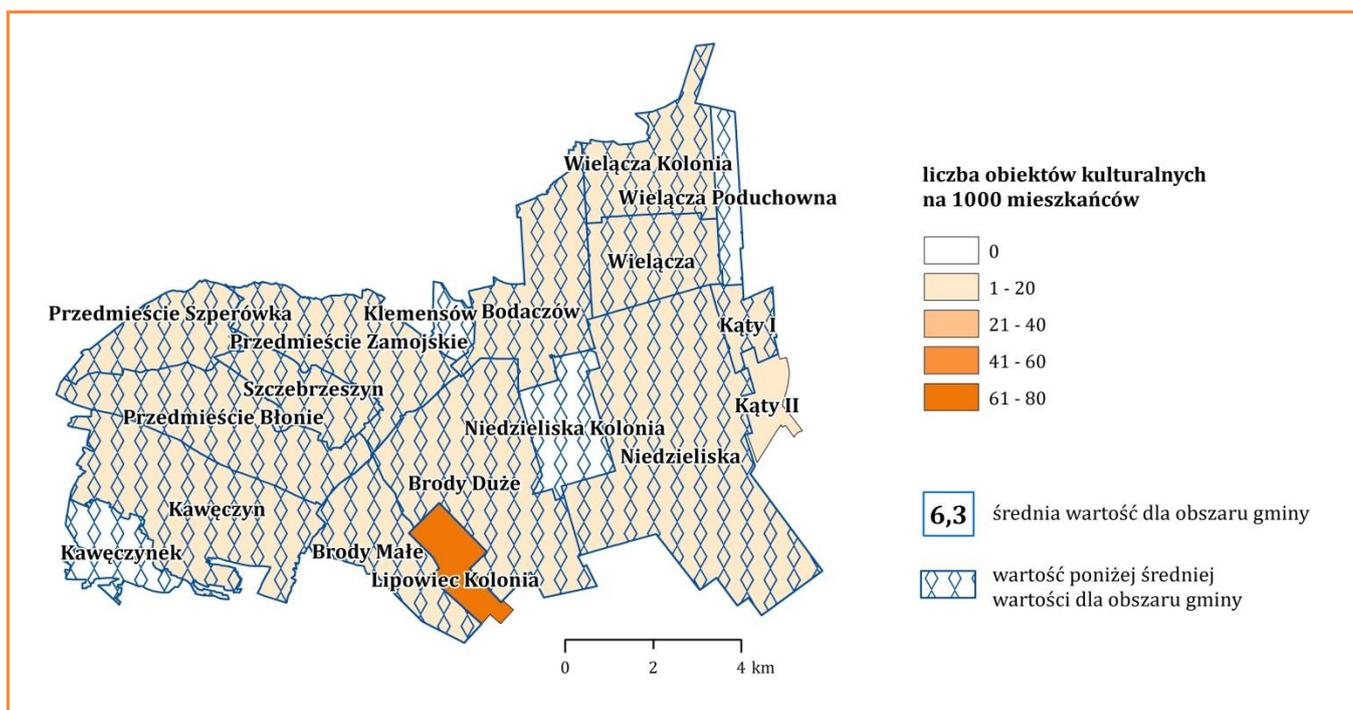 Wielącza Kolonia
Wielącza Poduchowna
Wielącza
Przedmieście Szperówka
Klemensów
Bodaczów
Kąty I
Przedmieście Zamojskie
Szczebrzeszyn
Kąty II
Przedmieście Błonie
Niedzieliska Kolonia
Niedzieliska
Brody Duże
Kawęczyn
Kawęczynek
Brody Małe
Lipowiec Kolonia
0 2 4 km
liczba obiektów kulturalnych
na 1000 mieszkańców
0
1 - 20
21 - 40
41 - 60
61 - 80
6,3 średnia wartość dla obszaru gminy
wartość poniżej średniej
wartości dla obszaru gminy